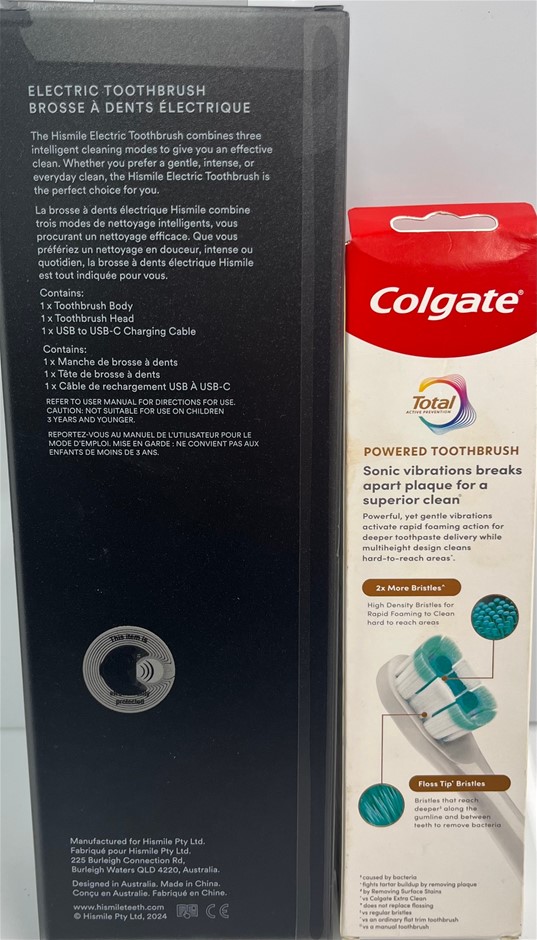 ELECTRIC TOOTHBRUSH
BROSSE À DENTS ÉLECTRIQUE
The Hismile Electric Toothbrush combines three
intelligent cleaning modes to give you an effective
clean. Whether you prefer a gentle, intense, or
everyday clean, the Hismile Electric Toothbrush is
the perfect choice for you.
La brosse à dents électrique Hismile combine
trois modes de nettoyage intelligents, vous
procurant un nettoyage efficace. Que vous
préfériez un nettoyage en douceur, intense ou
quotidien, la brosse à dents électrique Hismile
est tout indiquée pour vous.
Contains:
1 x Toothbrush Body
1 x Toothbrush Head
1 x USB to USB-C Charging Cable
Contains:
1 x Manche de brosse à dents
1 x Tête de brosse à dents
1 x Câble de rechargement USB À USB-C
REFER TO USER MANUAL FOR DIRECTIONS FOR USE.
CAUTION: NOT SUITABLE FOR USE ON CHILDREN
3 YEARS AND YOUNGER.
REPORTEZ-VOUS AU MANUEL DE L'UTILISATEUR POUR LE
MODE D'EMPLOI. MISE EN GARDE : NE CONVIENT PAS AUX
ENFANTS DE MOINS DE 3 ANS.
This item is
protected
Manufactured for Hismile Pty Ltd.
Fabriqué pour Hismile Pty Ltd.
225 Burleigh Connection Rd,
Burleigh Waters QLD 4220, Australia.
Designed in Australia. Made in China.
Conçu en Australie. Fabriqué en Chine.
www.hismileteeth.com
© Hismile Pty Ltd, 2024
CE
Colgate®
Total
ACTIVE PREVENTION
POWERED TOOTHBRUSH
Sonic vibrations breaks
apart plaque for a
superior clean
Powerful, yet gentle vibrations
activate rapid foaming action for
deeper toothpaste delivery while
multiheight design cleans
hard-to-reach areas^.
2x More Bristles^
High Density Bristles for
Rapid Foaming to Clean
hard to reach areas
Floss Tip* Bristles
Bristles that reach
deeper along the
gumline and between
teeth to remove bacteria
caused by bacteria
fights tartar buildup by removing plaque
by Removing Surface Stains
vs Colgate Extra Clean
does not replace flossing
vs regular bristles
vs an ordinary flat trim toothbrush
vs a manual toothbrush